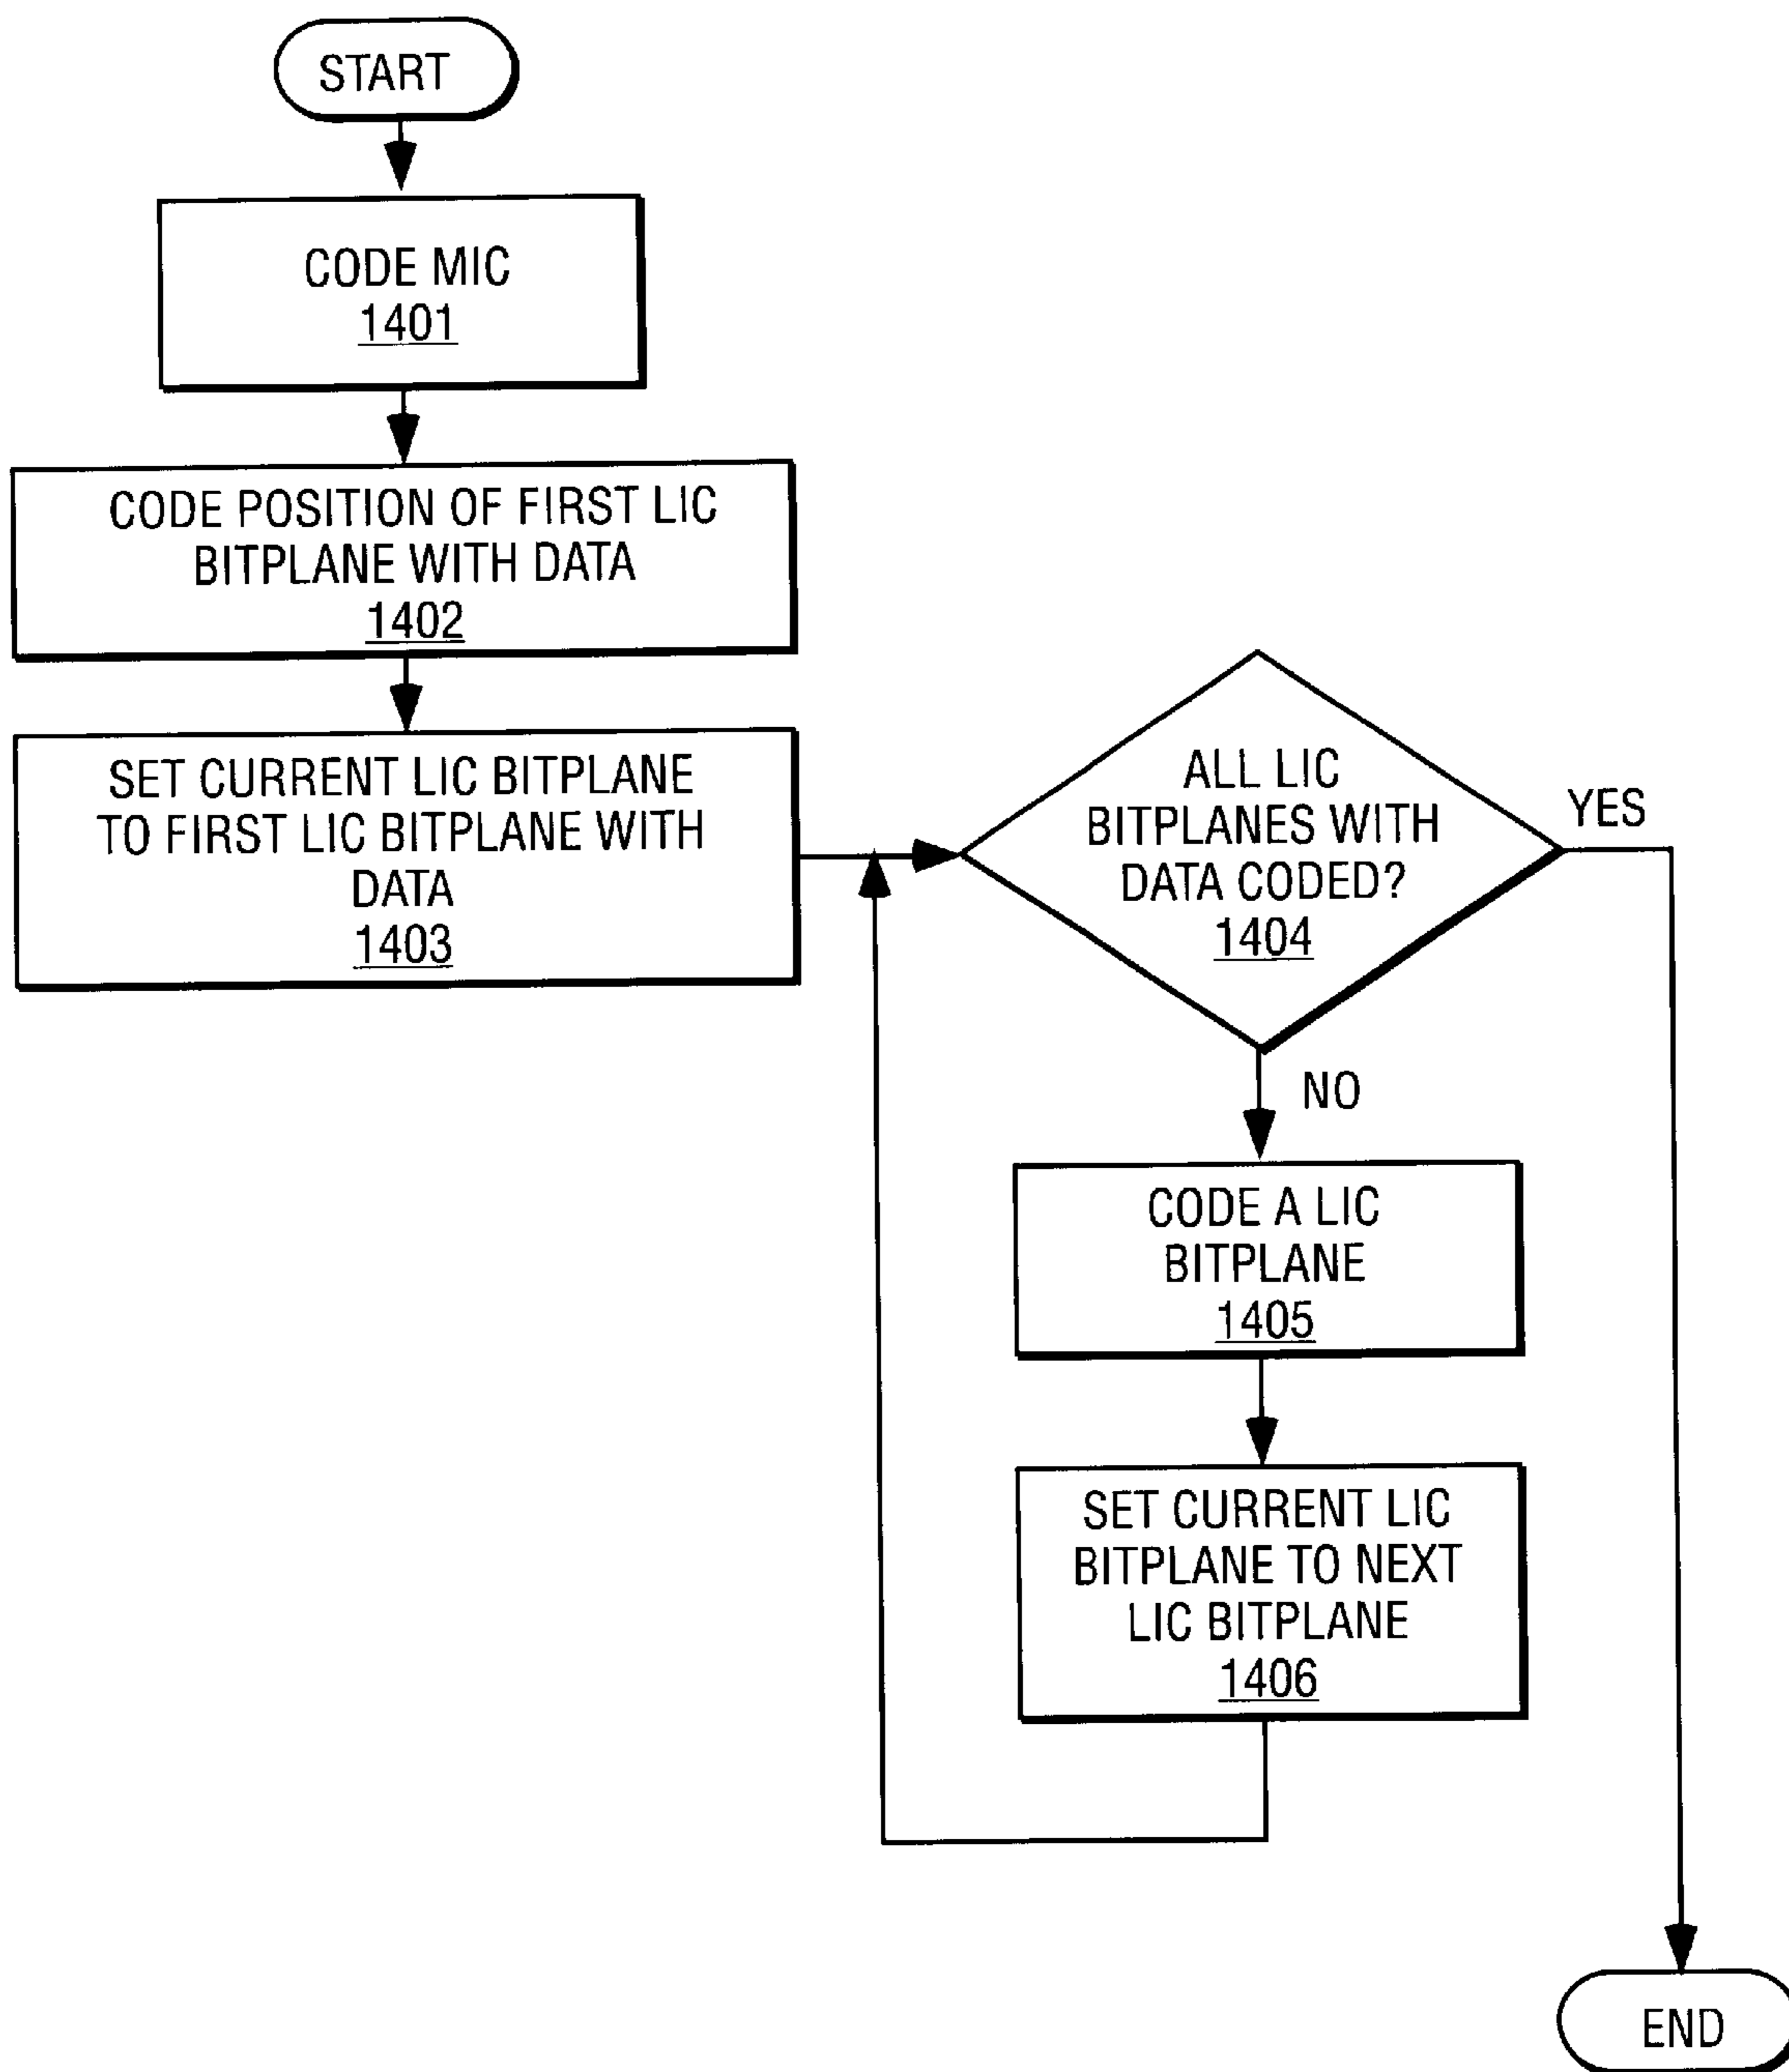 START
CODE MIC
1401
CODE POSITION OF FIRST LIC
BITPLANE WITH DATA
1402
SET CURRENT LIC BITPLANE
TO FIRST LIC BITPLANE WITH
DATA
1403
ALL LIC
BITPLANES WITH
DATA CODED?
1404
YES
NO
CODE A LIC
BITPLANE
1405
SET CURRENT LIC
BITPLANE TO NEXT
LIC BITPLANE
1406
END